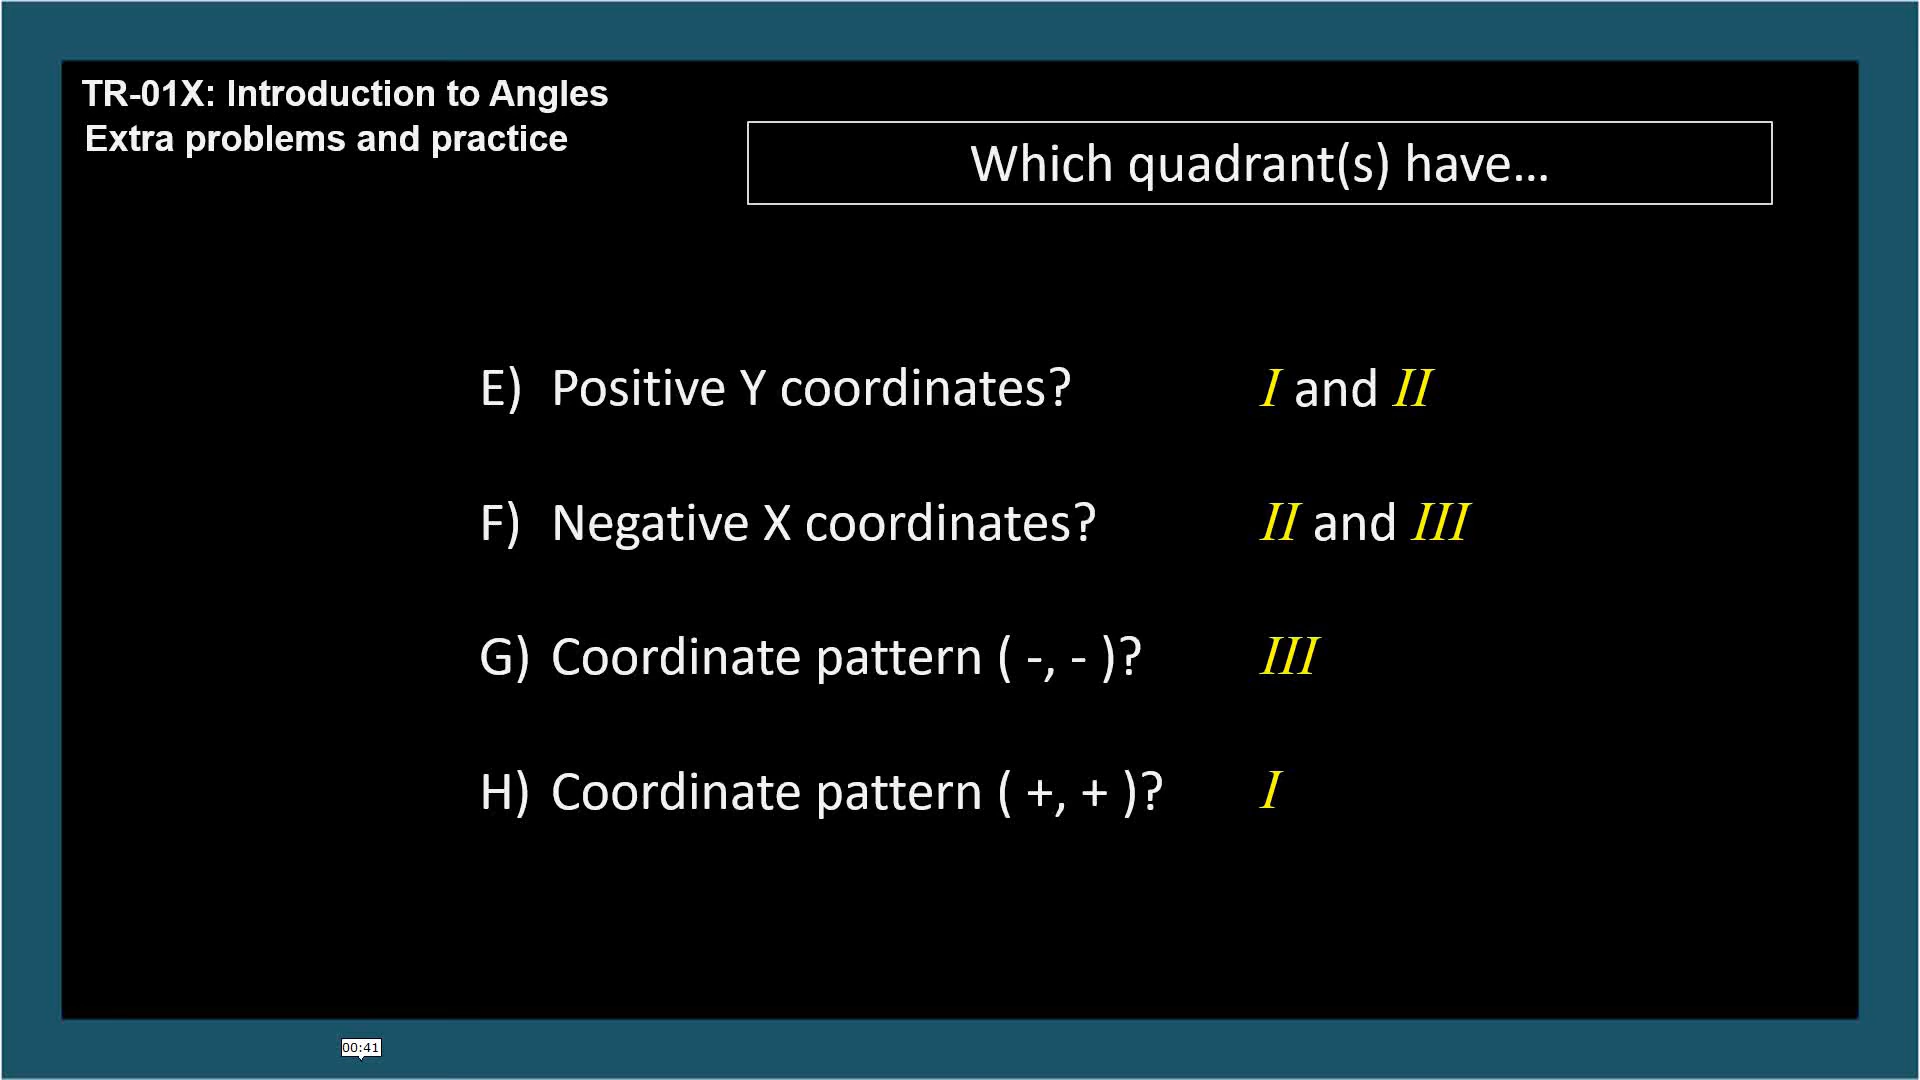 TR-01X: Introduction to Angles
Extra problems and practice
Which quadrant(s) have...
E) Positive Y coordinates? I and II
F) Negative X coordinates? II and III
G) Coordinate pattern ( -, - )? III
H) Coordinate pattern ( +, + )? I
00:41